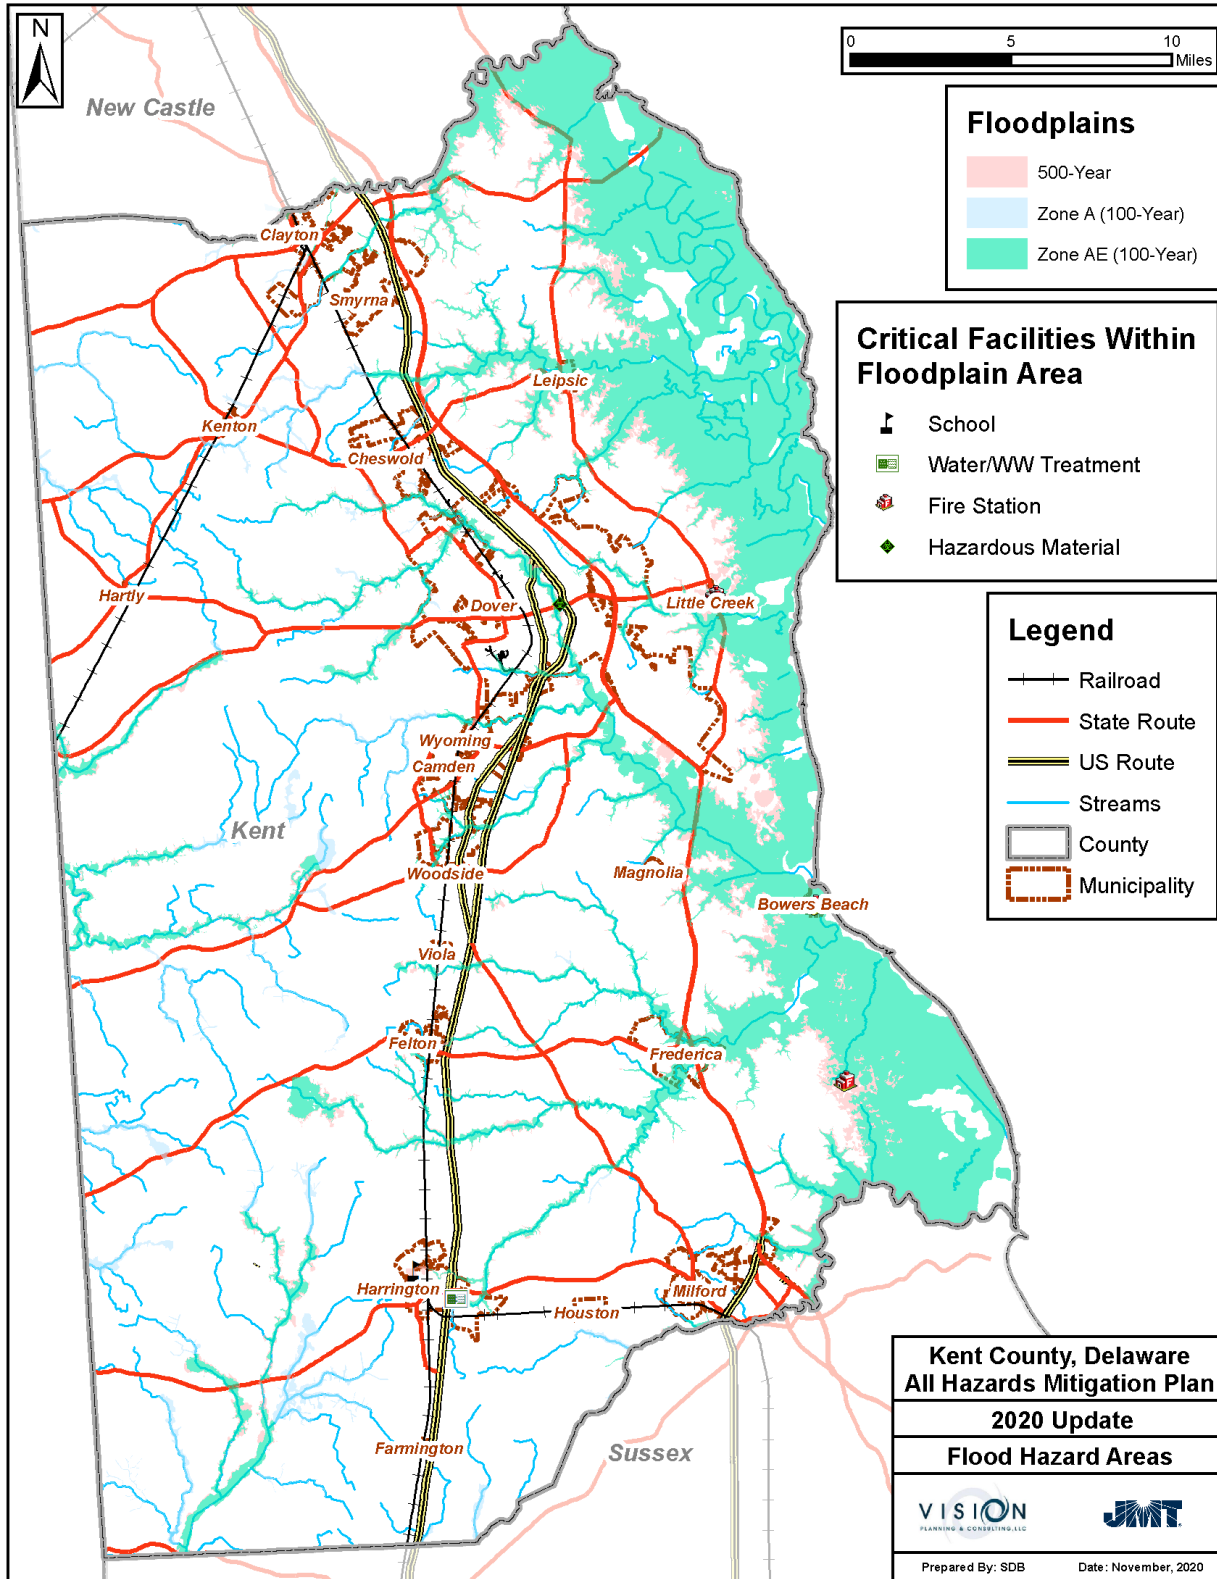 N
0 5 10
Miles
New Castle
Floodplains
500-Year
Zone A (100-Year)
Zone AE (100-Year)
Critical Facilities Within
Floodplain Area
School
Water/WW Treatment
Fire Station
Hazardous Material
Legend
Railroad
State Route
US Route
Streams
County
Municipality
Clayton
Smyrna
Leipsic
Kenton
Cheswold
Hartly
Dover
Little Creek
Wyoming
Camden
Kent
Woodside
Magnolia
Bowers Beach
Viola
Felton
Frederica
Harrington
Milford
Houston
Farmington
Sussex
Kent County, Delaware
All Hazards Mitigation Plan
2020 Update
Flood Hazard Areas
VISION
PLANNING & CONSULTING, LLC
JMT
Prepared By: SDB Date: November, 2020